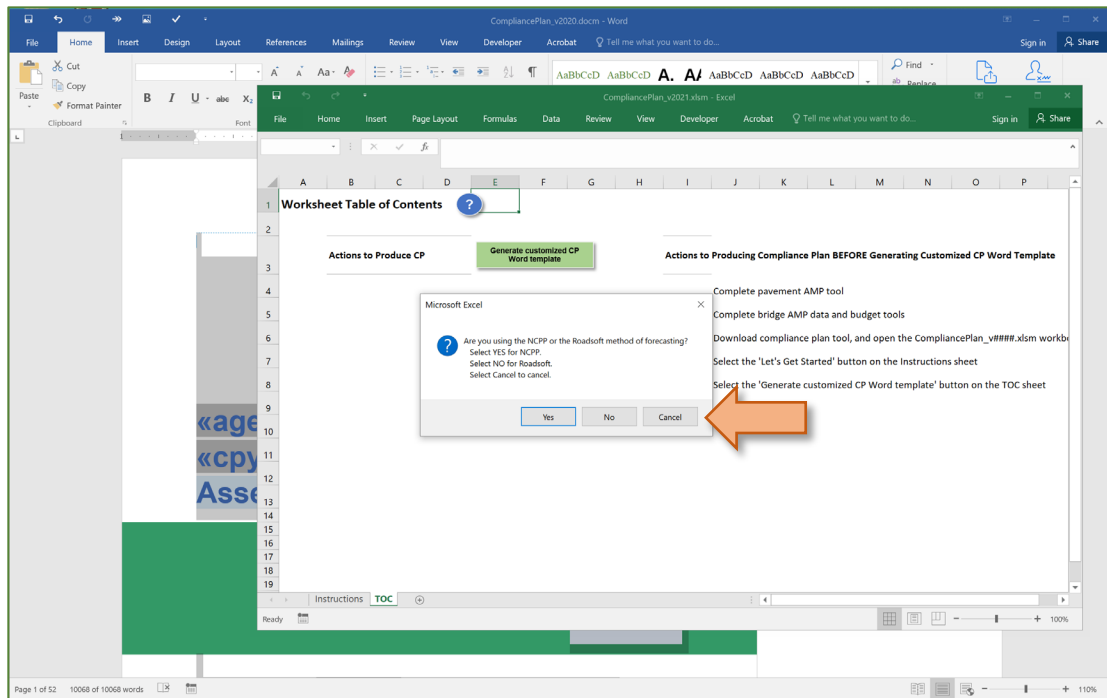 CompliancePlan_v2020.docm - Word
File Home Insert Design Layout References Mailings Review View Developer Acrobat Tell me what you want to do... Sign in Share
Cut
Copy
Paste
Format Painter
Clipboard
B I U abc X₂
Font
Aa
AaBbCcD AaBbCcD A. A/ AaBbCcD AaBbCcD AaBbCcD
Find
Replace
CompliancePlan_v2021.xlsm - Excel
File Home Insert Page Layout Formulas Data Review View Developer Acrobat Tell me what you want to do... Sign in Share
fx
A B C D E F G H I J K L M N O P
1 Worksheet Table of Contents ?
2
3 Actions to Produce CP
Generate customized CP
Word template
Actions to Producing Compliance Plan BEFORE Generating Customized CP Word Template
4 Complete pavement AMP tool
5 Complete bridge AMP data and budget tools
6 Download compliance plan tool, and open the CompliancePlan_v####.xlsm workb
7 Select the 'Let's Get Started' button on the Instructions sheet
8 Select the 'Generate customized CP Word template' button on the TOC sheet
9
10
11
12
13
14
15
16
17
18
19
Microsoft Excel
?
Are you using the NCPP or the Roadsoft method of forecasting?
Select YES for NCPP.
Select NO for Roadsoft.
Select Cancel to cancel.
Yes No Cancel
«age
«cpy
Asse
Instructions TOC
Ready
100%
Page 1 of 52 10068 of 10068 words
110%